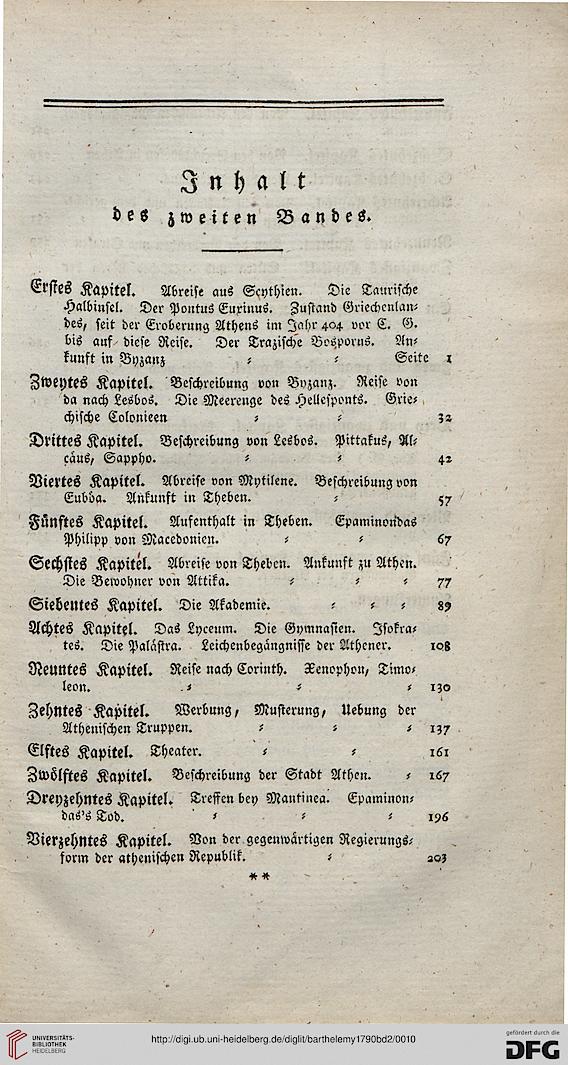 Inhalt
des zweiten Bandes.
Erstes Kapitel. Abreise aus Scythien. Die Taurische
Halbinsel. Der Pontus Euxinus. Zustand Griechenlan⸗
des, seit der Eroberung Athens im Jahr 404 vor C. G.
bis auf diese Reise. Der Trazische Bosporus. An⸗
kunft in Byzanz ⸗ ⸗ Seite 1
Zweytes Kapitel. Beschreibung von Byzanz. Reise von
da nach Lesbos. Die Meerenge des Hellesponts. Grie⸗
chische Colonieen ⸗ ⸗ 32
Drittes Kapitel. Beschreibung von Lesbos. Pittakus, Al⸗
cäus, Sappho. ⸗ ⸗ 42
Viertes Kapitel. Abreise von Mytilene. Beschreibung von
Euböa. Ankunft in Theben. ⸗ 57
Fünftes Kapitel. Aufenthalt in Theben. Epaminondas
Philipp von Macedonien. ⸗ ⸗ 67
Sechstes Kapitel. Abreise von Theben. Ankunft zu Athen.
Die Bewohner von Attika. ⸗ ⸗ ⸗ 77
Siebentes Kapitel. Die Akademie. ⸗ ⸗ ⸗ 89
Achtes Kapitel. Das Lyceum. Die Gymnasien. Isokra⸗
tes. Die Palästra. Leichenbegängnisse der Athener. 108
Neuntes Kapitel. Reise nach Corinth. Xenophon, Timo⸗
leon. ⸗ ⸗ ⸗ 130
Zehntes Kapitel. Werbung, Musterung, Uebung der
Athenischen Truppen. ⸗ ⸗ ⸗ 137
Elftes Kapitel. Theater. ⸗ ⸗ 161
Zwölftes Kapitel. Beschreibung der Stadt Athen. ⸗ 167
Dreyzehntes Kapitel. Treffen bey Mantinea. Epaminon⸗
das's Tod. ⸗ ⸗ ⸗ 196
Vierzehntes Kapitel. Von der gegenwärtigen Regierungs⸗
form der athenischen Republik. ⸗ 203
**
UNIVERSITÄTS-
BIBLIOTHEK
HEIDELBERG
http://digi.ub.uni-heidelberg.de/diglit/barthelemy1790bd2/0010
gefördert durch die
DFG